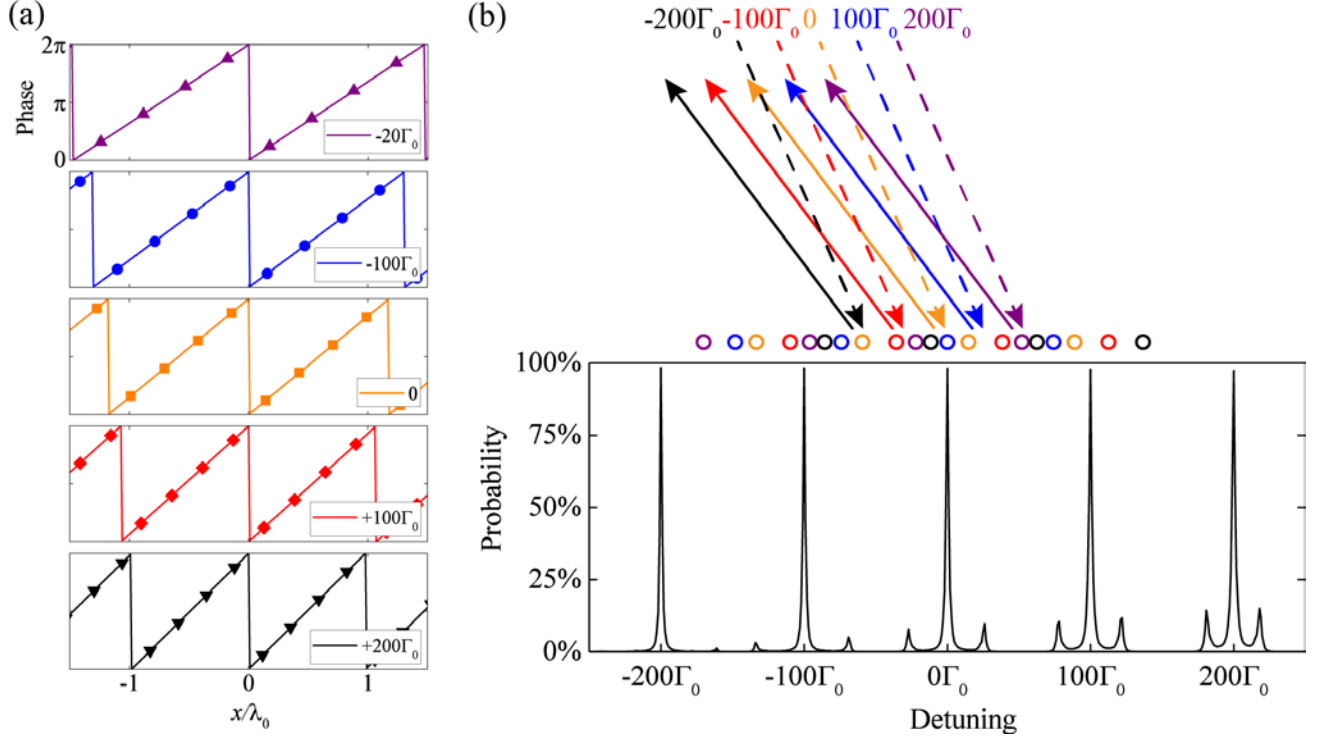 (a)
Phase
2π
π
0
-20Γ₀
-100Γ₀
0
+100Γ₀
+200Γ₀
-1 0 1
x/λ₀
(b)
-200Γ₀ -100Γ₀ 0 100Γ₀ 200Γ₀
Probability
100%
75%
50%
25%
0%
-200Γ₀ -100Γ₀ 0Γ₀ 100Γ₀ 200Γ₀
Detuning